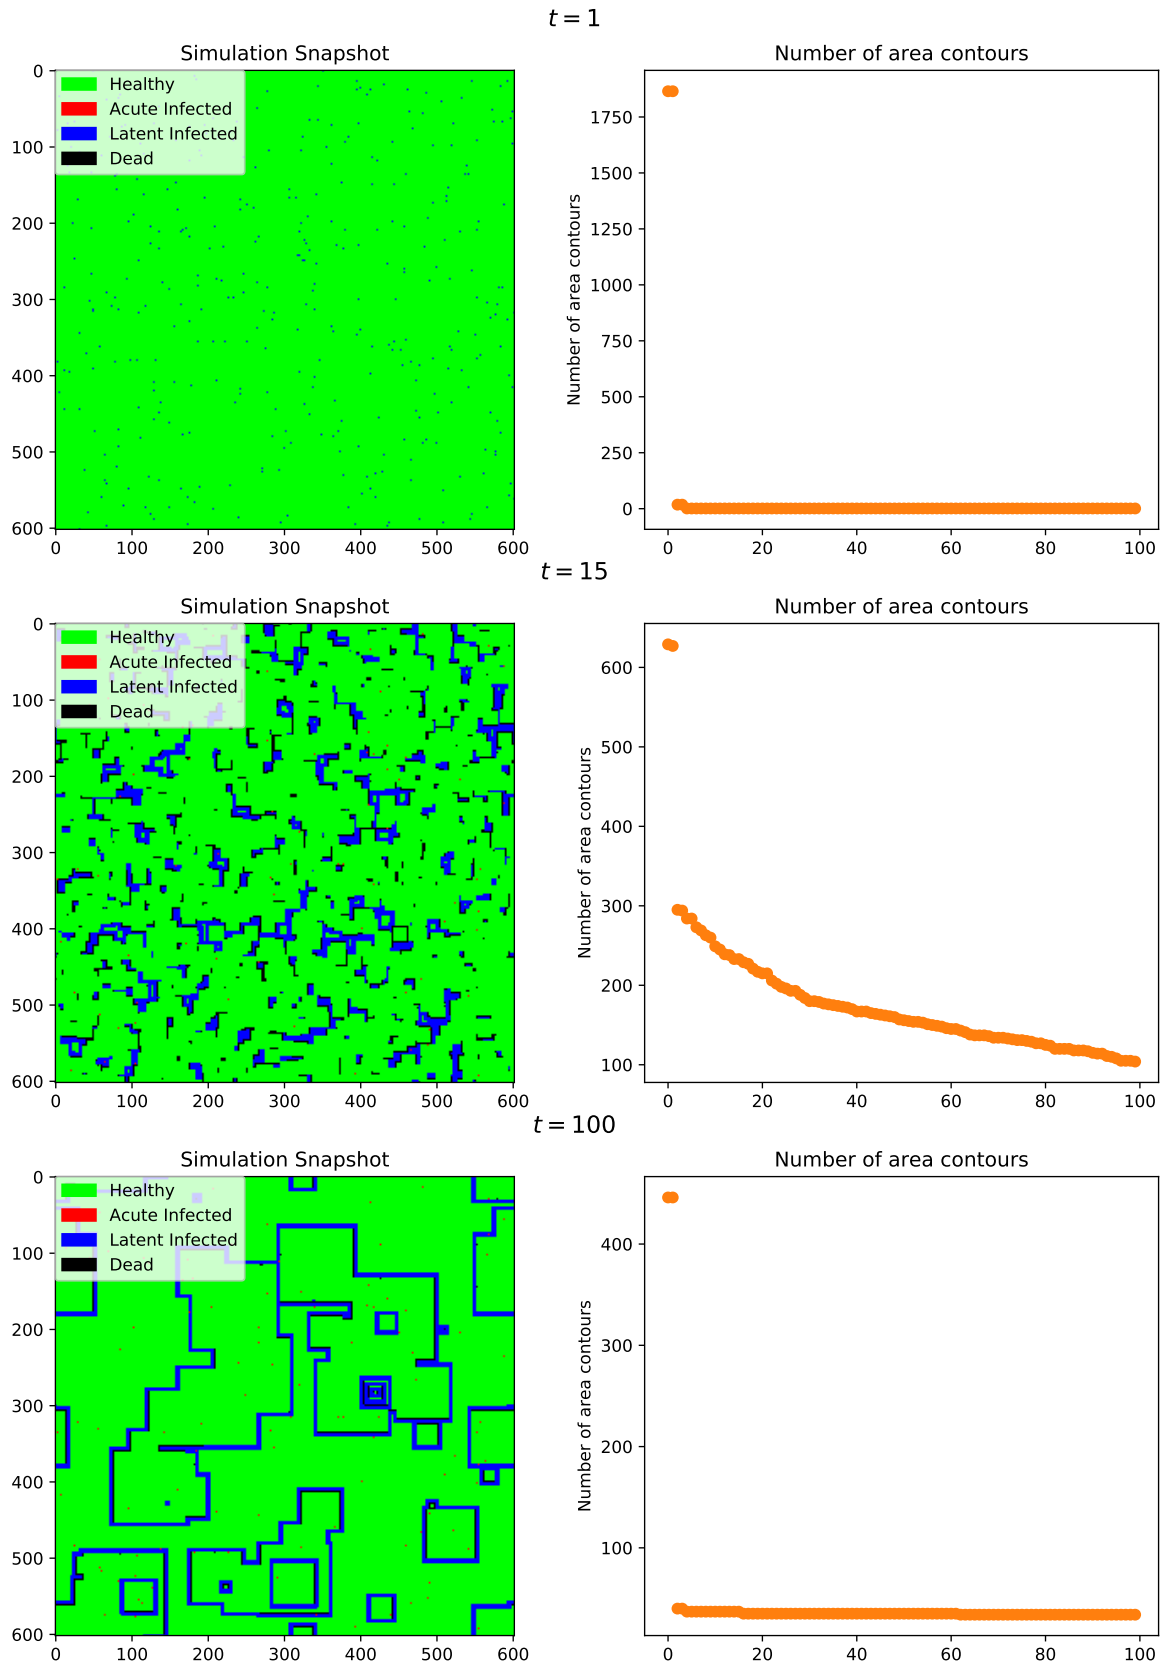 t = 1
Simulation Snapshot
Number of area contours
Healthy
Acute Infected
Latent Infected
Dead
0
100
200
300
400
500
600
0 100 200 300 400 500 600
Number of area contours
1750
1500
1250
1000
750
500
250
0
0 20 40 60 80 100
t = 15
Simulation Snapshot
Number of area contours
Healthy
Acute Infected
Latent Infected
Dead
0
100
200
300
400
500
600
0 100 200 300 400 500 600
Number of area contours
600
500
400
300
200
100
0 20 40 60 80 100
t = 100
Simulation Snapshot
Number of area contours
Healthy
Acute Infected
Latent Infected
Dead
0
100
200
300
400
500
600
0 100 200 300 400 500 600
Number of area contours
400
300
200
100
0 20 40 60 80 100